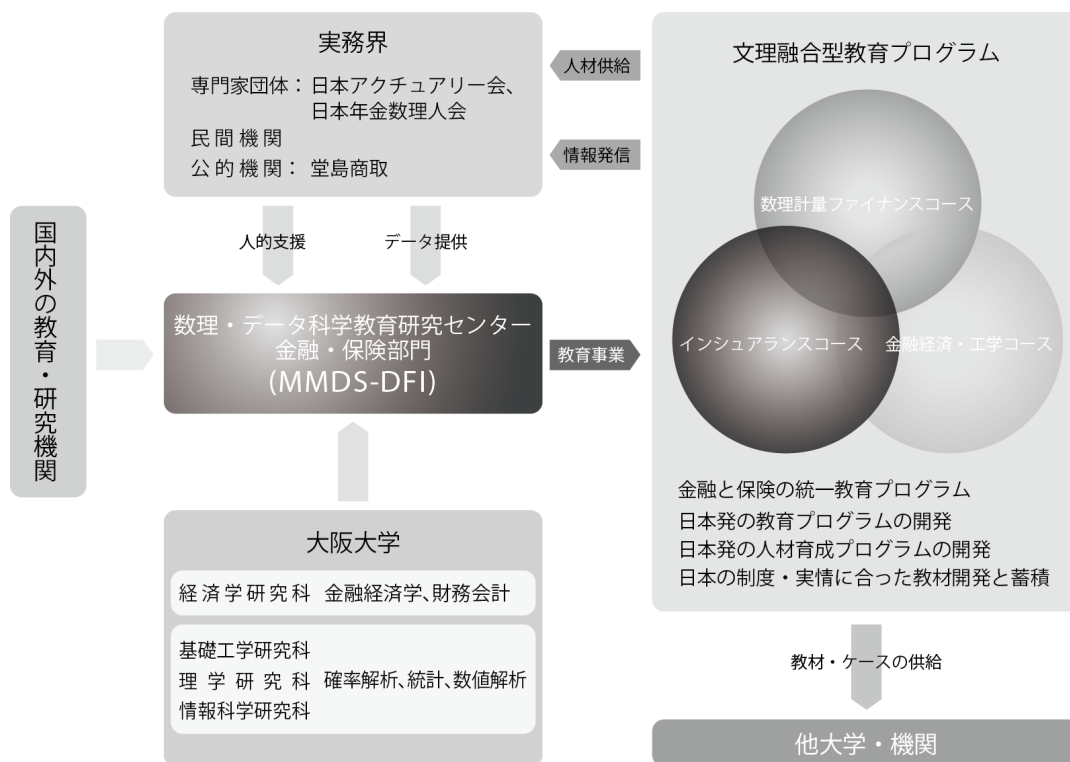 実務界
専門家団体：日本アクチュアリー会、
日本年金数理人会
民間機関
公的機関：堂島商取
人材供給
情報発信
人的支援
データ提供
国内外の教育・研究機関
数理・データ科学教育研究センター
金融・保険部門
(MMDS-DFI)
教育事業
大阪大学
経済学研究科 金融経済学、財務会計
基礎工学研究科
理学研究科 確率解析、統計、数値解析
情報科学研究科
文理融合型教育プログラム
数理計量ファイナンスコース
インシュアランスコース
金融経済・工学コース
金融と保険の統一教育プログラム
日本発の教育プログラムの開発
日本発の人材育成プログラムの開発
日本の制度・実情に合った教材開発と蓄積
教材・ケースの供給
他大学・機関